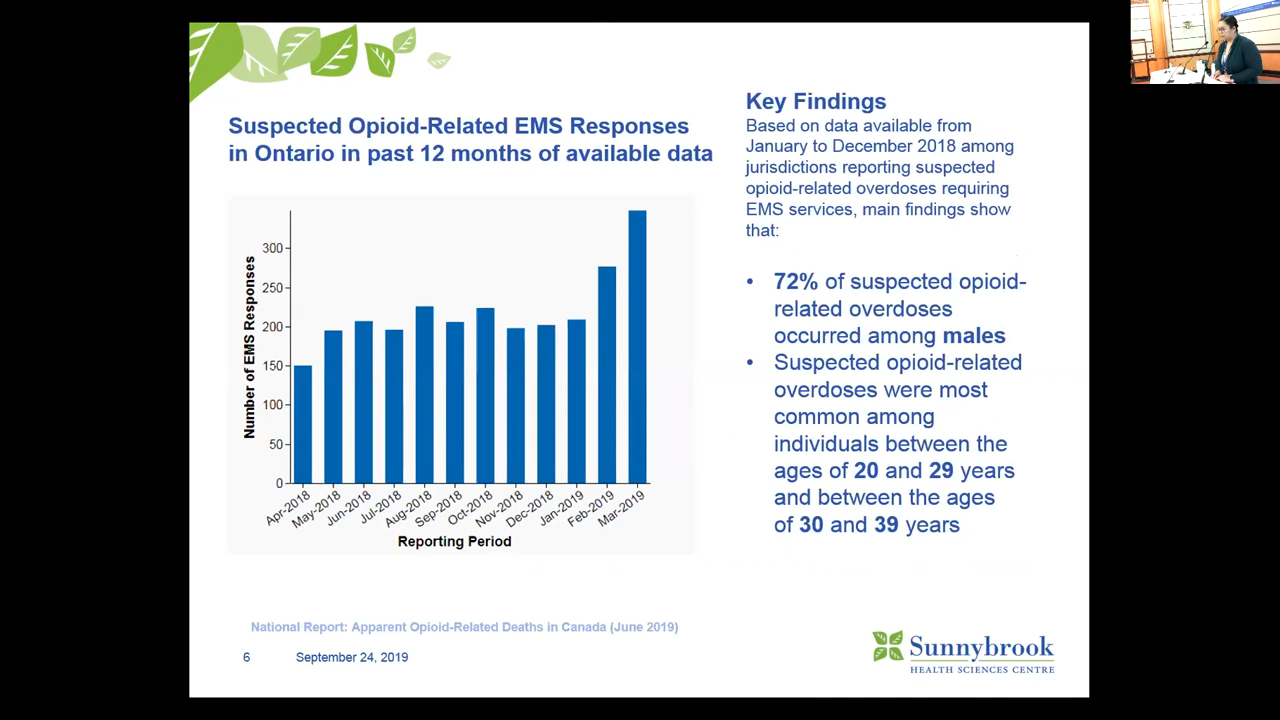 Suspected Opioid-Related EMS Responses
in Ontario in past 12 months of available data
Number of EMS Responses
300
250
200
150
100
50
0
Apr-2018
May-2018
Jun-2018
Jul-2018
Aug-2018
Sep-2018
Oct-2018
Nov-2018
Dec-2018
Jan-2019
Feb-2019
Mar-2019
Reporting Period
Key Findings
Based on data available from
January to December 2018 among
jurisdictions reporting suspected
opioid-related overdoses requiring
EMS services, main findings show
that:
• 72% of suspected opioid-
related overdoses
occurred among males
• Suspected opioid-related
overdoses were most
common among
individuals between the
ages of 20 and 29 years
and between the ages
of 30 and 39 years
National Report: Apparent Opioid-Related Deaths in Canada (June 2019)
6 September 24, 2019
Sunnybrook
HEALTH SCIENCES CENTRE